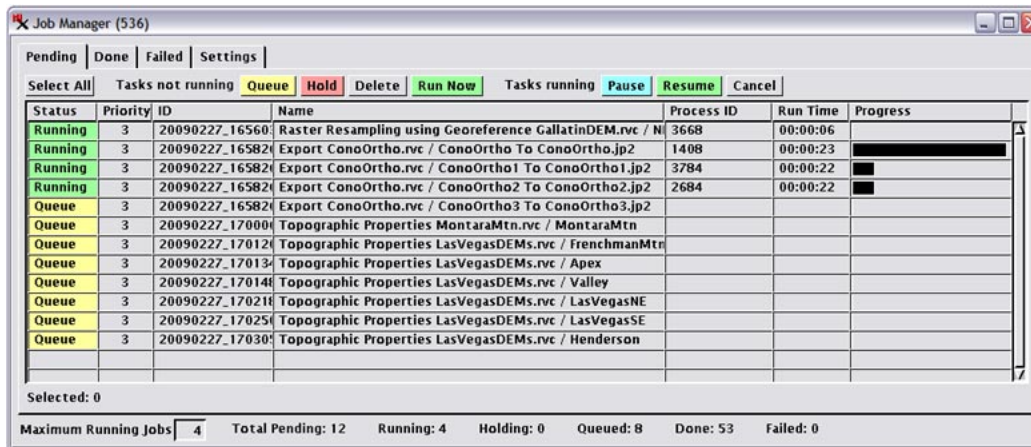 Job Manager (536)
Pending Done Failed Settings
Select All Tasks not running Queue Hold Delete Run Now Tasks running Pause Resume Cancel
Status Priority ID Name Process ID Run Time Progress
Running 3 20090227_16560 Raster Resampling using Georeference GallatinDEM.rvc / 3668 00:00:06
Running 3 20090227_16582 Export ConoOrtho.rvc / ConoOrtho To ConoOrtho.jp2 1408 00:00:23
Running 3 20090227_16582 Export ConoOrtho.rvc / ConoOrtho1 To ConoOrtho1.jp2 3784 00:00:22
Running 3 20090227_16582 Export ConoOrtho.rvc / ConoOrtho2 To ConoOrtho2.jp2 2684 00:00:22
Queue 3 20090227_16582 Export ConoOrtho.rvc / ConoOrtho3 To ConoOrtho3.jp2
Queue 3 20090227_17000 Topographic Properties MontaraMtn.rvc / MontaraMtn
Queue 3 20090227_17012 Topographic Properties LasVegasDEMs.rvc / FrenchmanMtn
Queue 3 20090227_17013 Topographic Properties LasVegasDEMs.rvc / Apex
Queue 3 20090227_17014 Topographic Properties LasVegasDEMs.rvc / Valley
Queue 3 20090227_17021 Topographic Properties LasVegasDEMs.rvc / LasVegasNE
Queue 3 20090227_17025 Topographic Properties LasVegasDEMs.rvc / LasVegasSE
Queue 3 20090227_17030 Topographic Properties LasVegasDEMs.rvc / Henderson
Selected: 0
Maximum Running Jobs 4 Total Pending: 12 Running: 4 Holding: 0 Queued: 8 Done: 53 Failed: 0